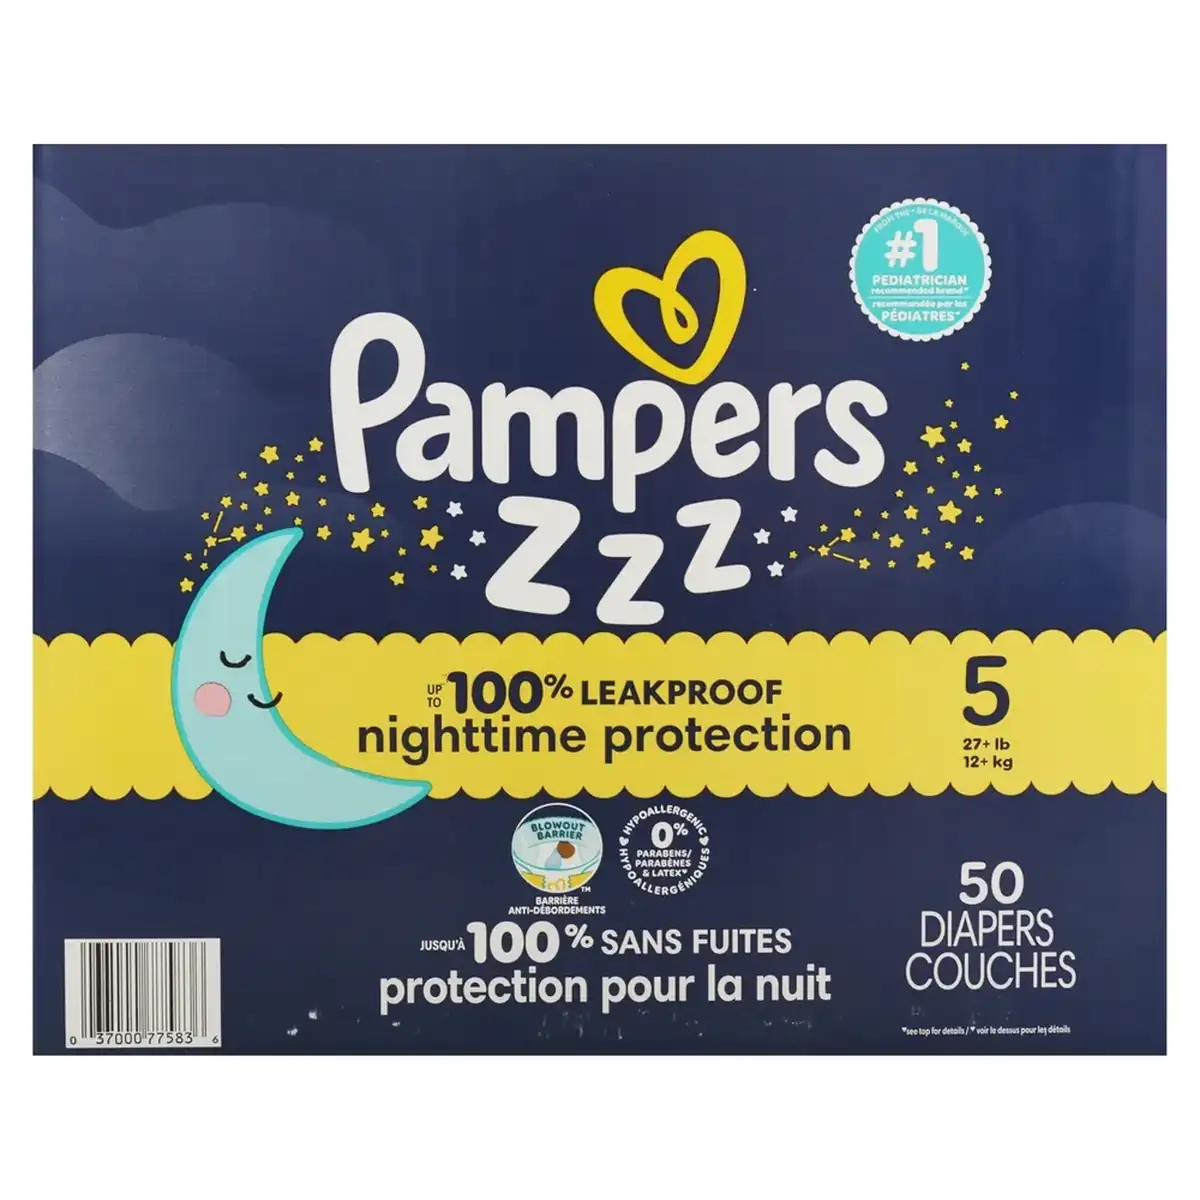 FROM THE • DE LA MARQUE
#1
PEDIATRICIAN
recommended brand*
recommandée par les
PÉDIATRES*
Pampers
zzz
UP TO 100% LEAKPROOF
nighttime protection
5
27+ lb
12+ kg
BLOWOUT
BARRIER
TM
BARRIÈRE
ANTI-DÉBORDEMENTS
HYPOALLERGENIC
0%
PARABENS/
PARABÈNES
& LATEX♥
HYPOALLERGÉNIQUES
JUSQU'À 100% SANS FUITES
protection pour la nuit
50
DIAPERS
COUCHES
♥see top for details / ♥ voir le dessus pour les détails
0 37000 77583 6